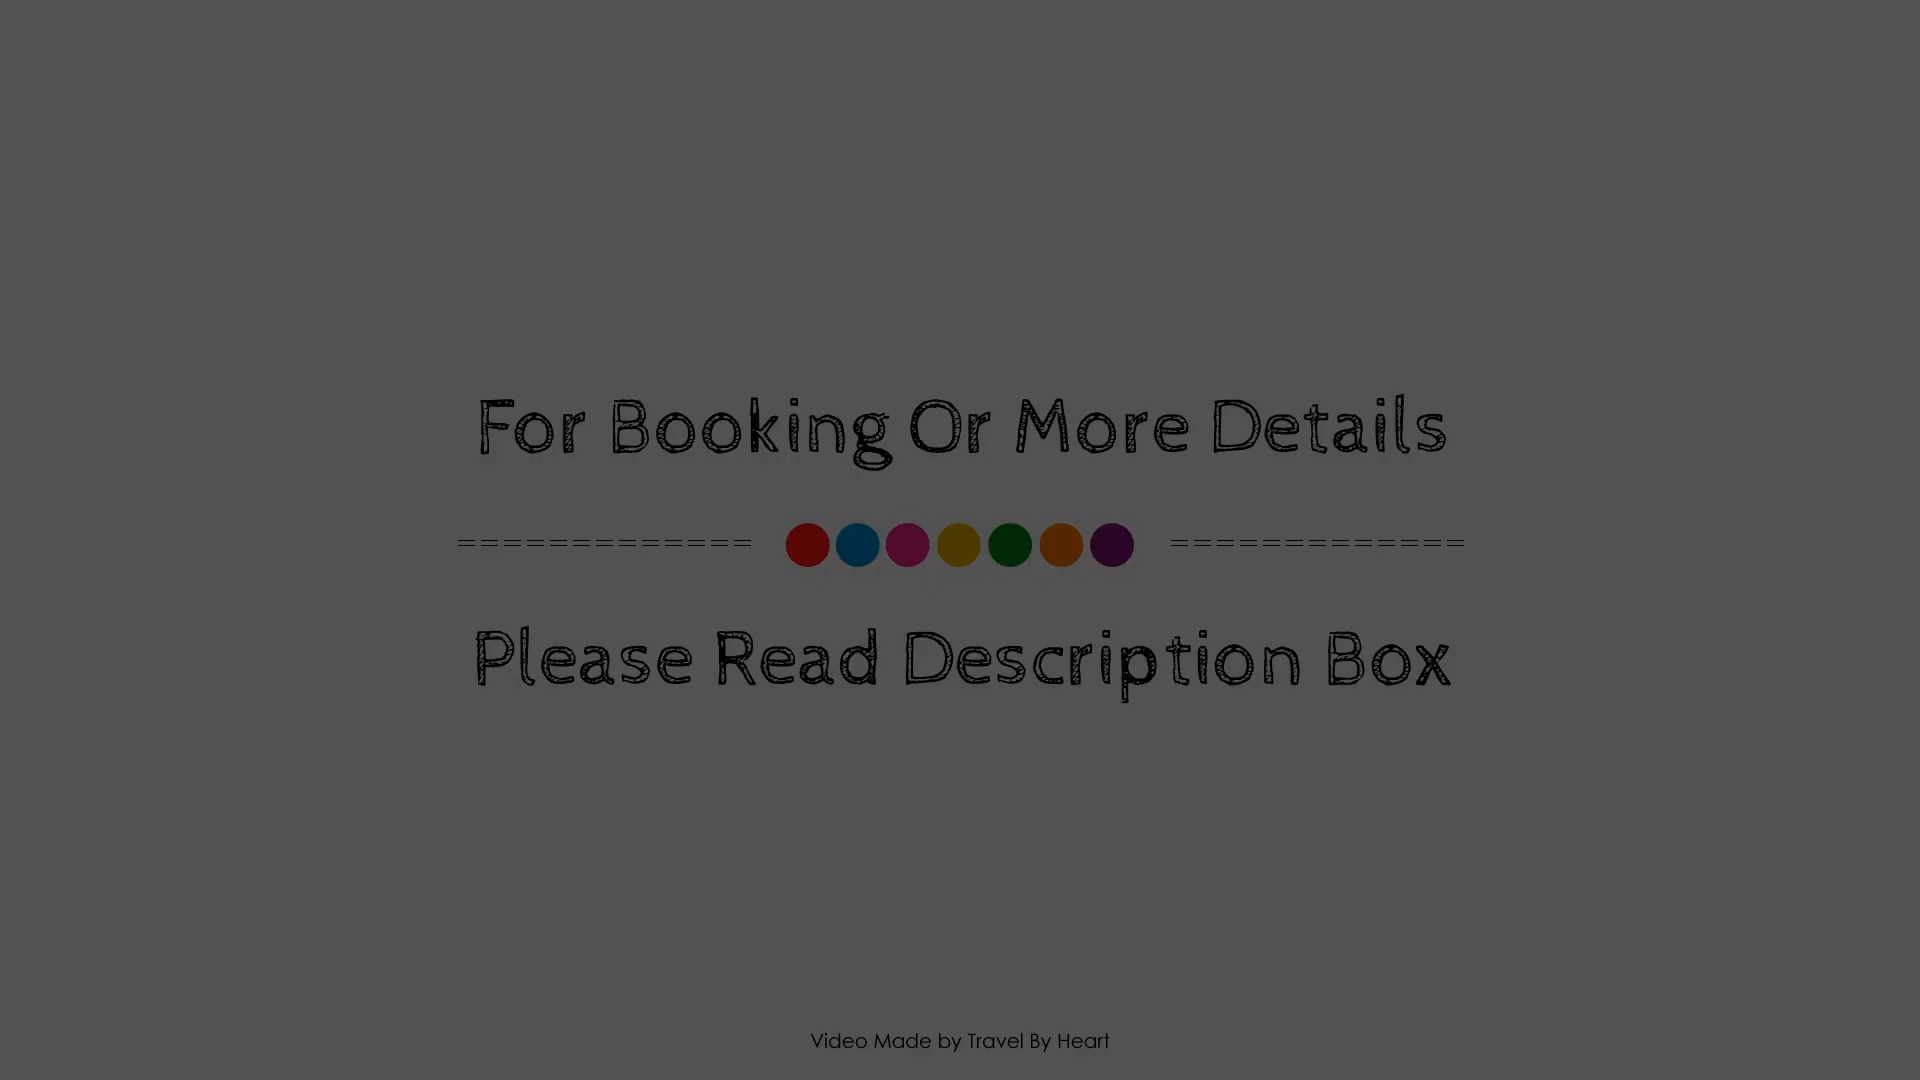 For Booking Or More Details
============= =============
Please Read Description Box
Video Made by Travel By Heart